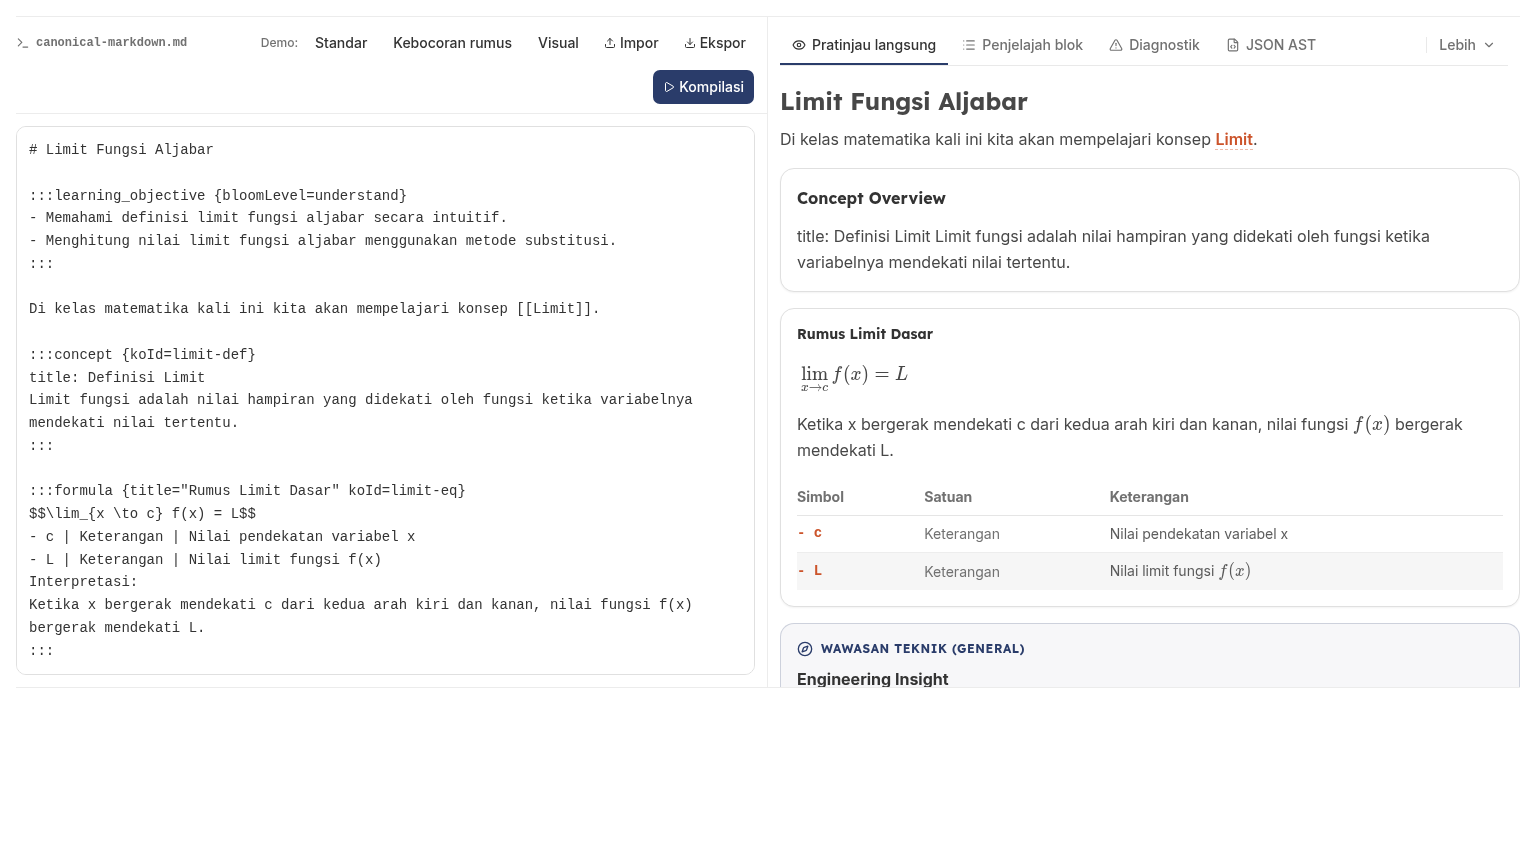 canonical-markdown.md
Demo: Standar Kebocoran rumus Visual Impor Ekspor
Kompilasi
# Limit Fungsi Aljabar
:::learning_objective {bloomLevel=understand}
- Memahami definisi limit fungsi aljabar secara intuitif.
- Menghitung nilai limit fungsi aljabar menggunakan metode substitusi.
:::
Di kelas matematika kali ini kita akan mempelajari konsep [[Limit]].
:::concept {koId=limit-def}
title: Definisi Limit
Limit fungsi adalah nilai hampiran yang didekati oleh fungsi ketika variabelnya
mendekati nilai tertentu.
:::
:::formula {title="Rumus Limit Dasar" koId=limit-eq}
$$\lim_{x \to c} f(x) = L$$
- c | Keterangan | Nilai pendekatan variabel x
- L | Keterangan | Nilai limit fungsi f(x)
Interpretasi:
Ketika x bergerak mendekati c dari kedua arah kiri dan kanan, nilai fungsi f(x)
bergerak mendekati L.
:::
Pratinjau langsung Penjelajah blok Diagnostik JSON AST Lebih
Limit Fungsi Aljabar
Di kelas matematika kali ini kita akan mempelajari konsep Limit.
Concept Overview
title: Definisi Limit Limit fungsi adalah nilai hampiran yang didekati oleh fungsi ketika
variabelnya mendekati nilai tertentu.
Rumus Limit Dasar
lim f(x) = L
x→c
Ketika x bergerak mendekati c dari kedua arah kiri dan kanan, nilai fungsi f(x) bergerak
mendekati L.
Simbol Satuan Keterangan
- c Keterangan Nilai pendekatan variabel x
- L Keterangan Nilai limit fungsi f(x)
WAWASAN TEKNIK (GENERAL)
Engineering Insight